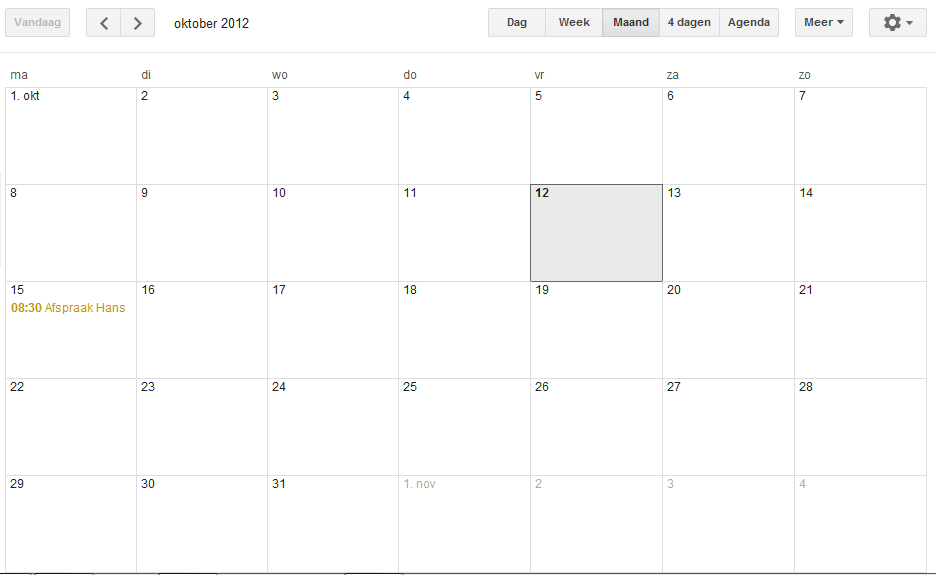 Vandaag oktober 2012 Dag Week Maand 4 dagen Agenda Meer
ma di wo do vr za zo
1. okt 2 3 4 5 6 7
8 9 10 11 12 13 14
15 16 17 18 19 20 21
08:30 Afspraak Hans
22 23 24 25 26 27 28
29 30 31 1. nov 2 3 4